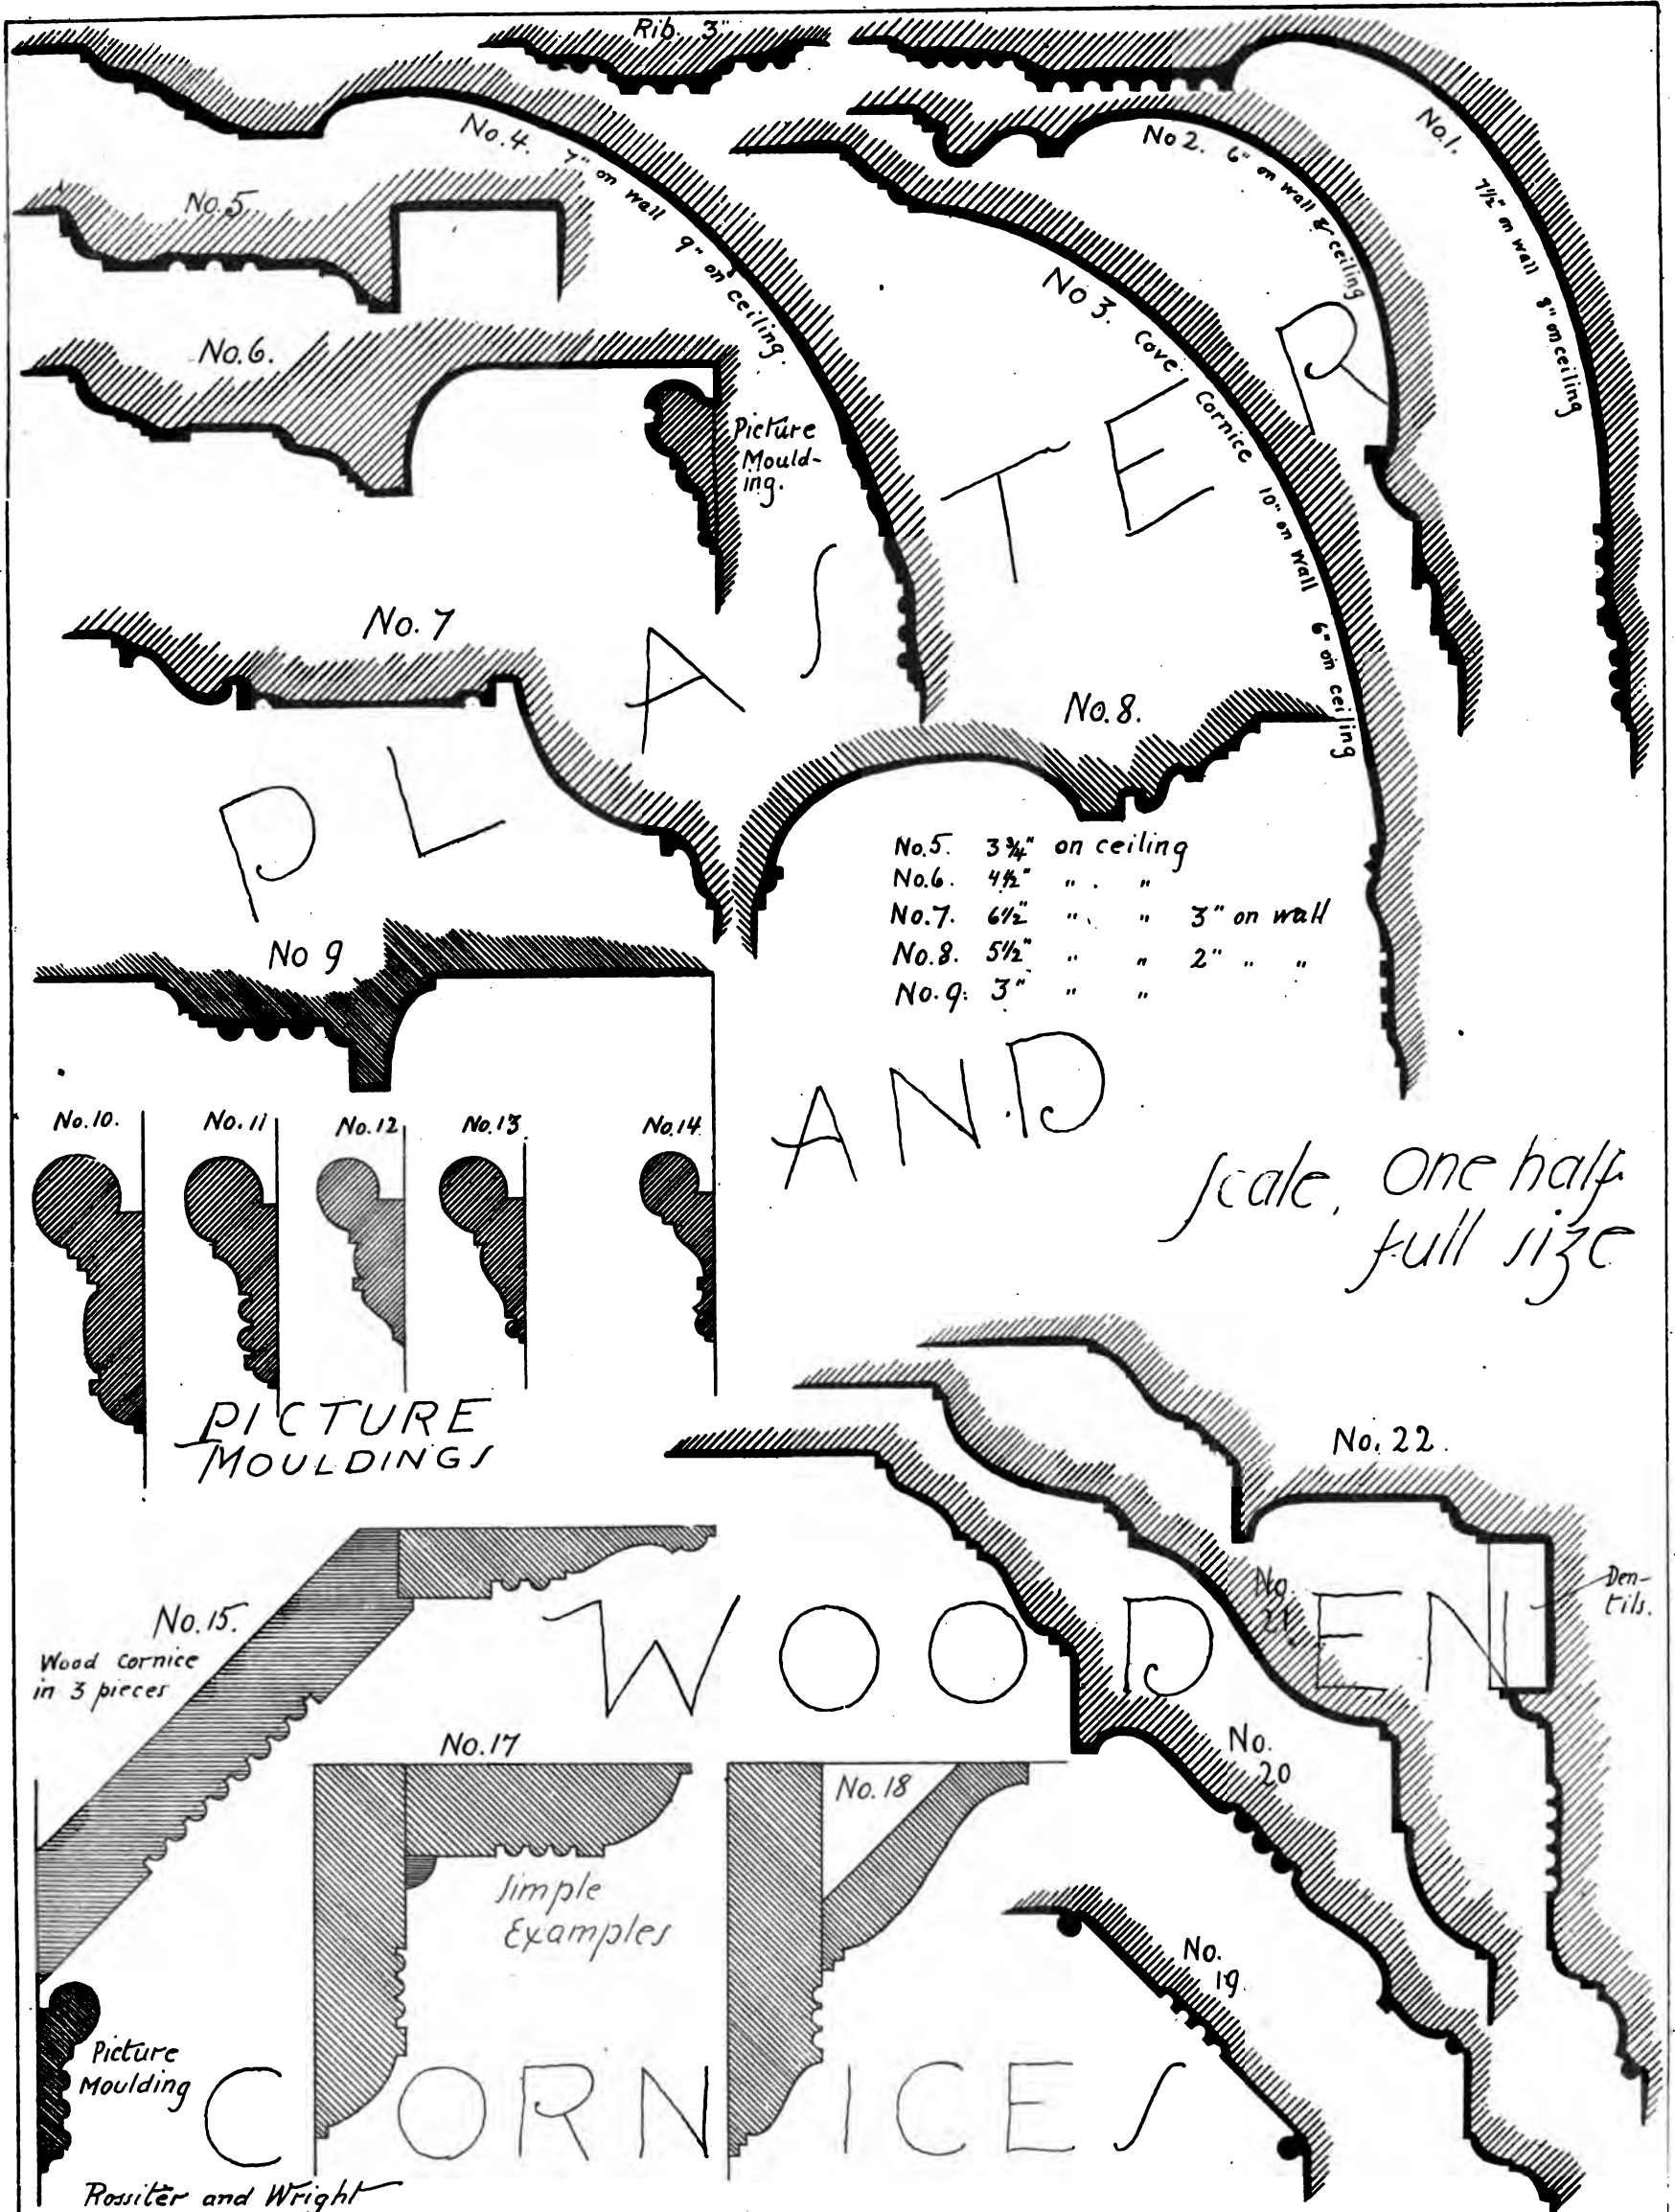 Rib. 3"
No. 4. 7" on wall 9" on ceiling.
No. 1. 7½" on wall 8" on ceiling
No 2. 6" on wall & ceiling
No 3. Cove Cornice 10" on wall 6" on ceiling
No. 5
No. 6.
Picture
Mould-
ing.
No. 7
No. 8.
PLASTER
No. 5. 3¾" on ceiling
No. 6. 4½" " . "
No. 7. 6½" " " 3" on wall
No. 8. 5½" " " 2" " "
No. 9. 3" " "
No 9
AND
No. 10.
No. 11
No. 12
No. 13
No. 14
Scale, One half
full size
PICTURE
MOULDINGS
No. 22.
No. 15.
Wood Cornice
in 3 pieces
WOODEN
No.
21.
Den-
tils.
No. 17
No. 18
No.
20
Simple
Examples
No.
19
Picture
Moulding
CORNICES
Rossiter and Wright